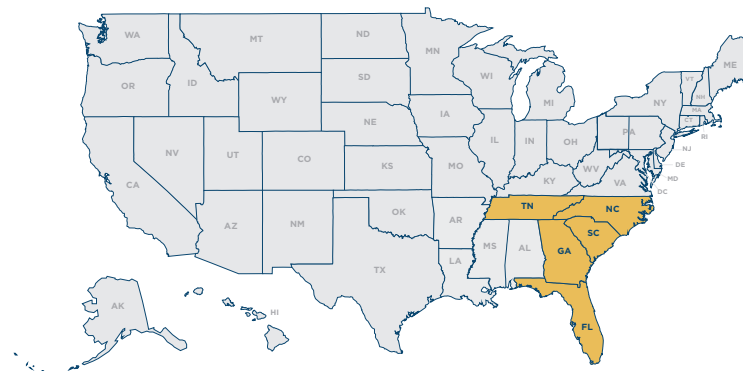 WA
MT
ND
MN
ME
VT
NH
OR
ID
SD
WI
NY
MA
MI
CT
WY
RI
IA
PA
NE
NJ
NV
UT
IL
IN
OH
DE
CO
WV
MD
CA
KS
MO
KY
VA
DC
TN
NC
OK
AR
AZ
NM
SC
MS
AL
GA
LA
TX
AK
HI
FL